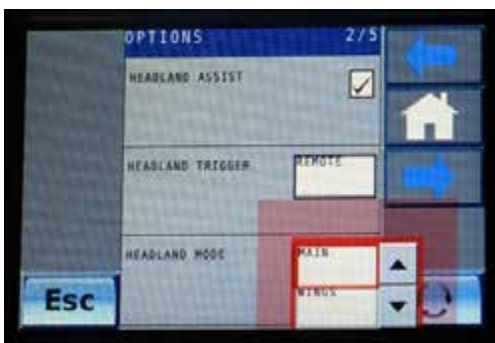 OPTIONS 2/5
HEADLAND ASSIST
HEADLAND TRIGGER REMOTE
HEADLAND MODE MAIN
WINGS
Esc